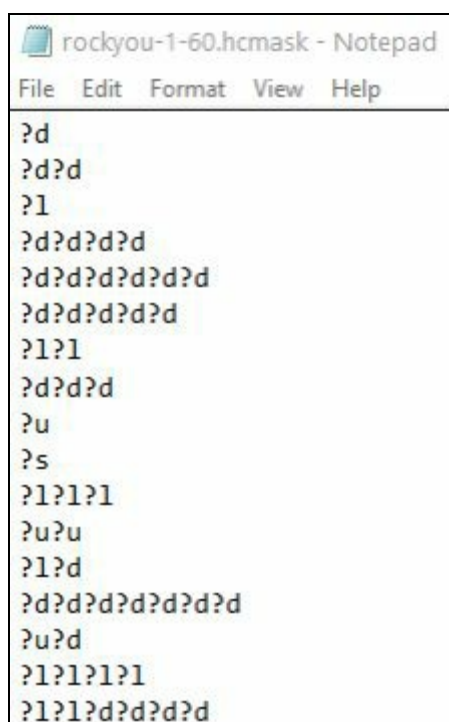 rockyou-1-60.hcmask - Notepad
File Edit Format View Help
?d
?d?d
?l
?d?d?d?d
?d?d?d?d?d?d
?d?d?d?d?d
?l?l
?d?d?d
?u
?s
?l?l?l
?u?u
?l?d
?d?d?d?d?d?d?d
?u?d
?l?l?l?l
?l?l?d?d?d?d